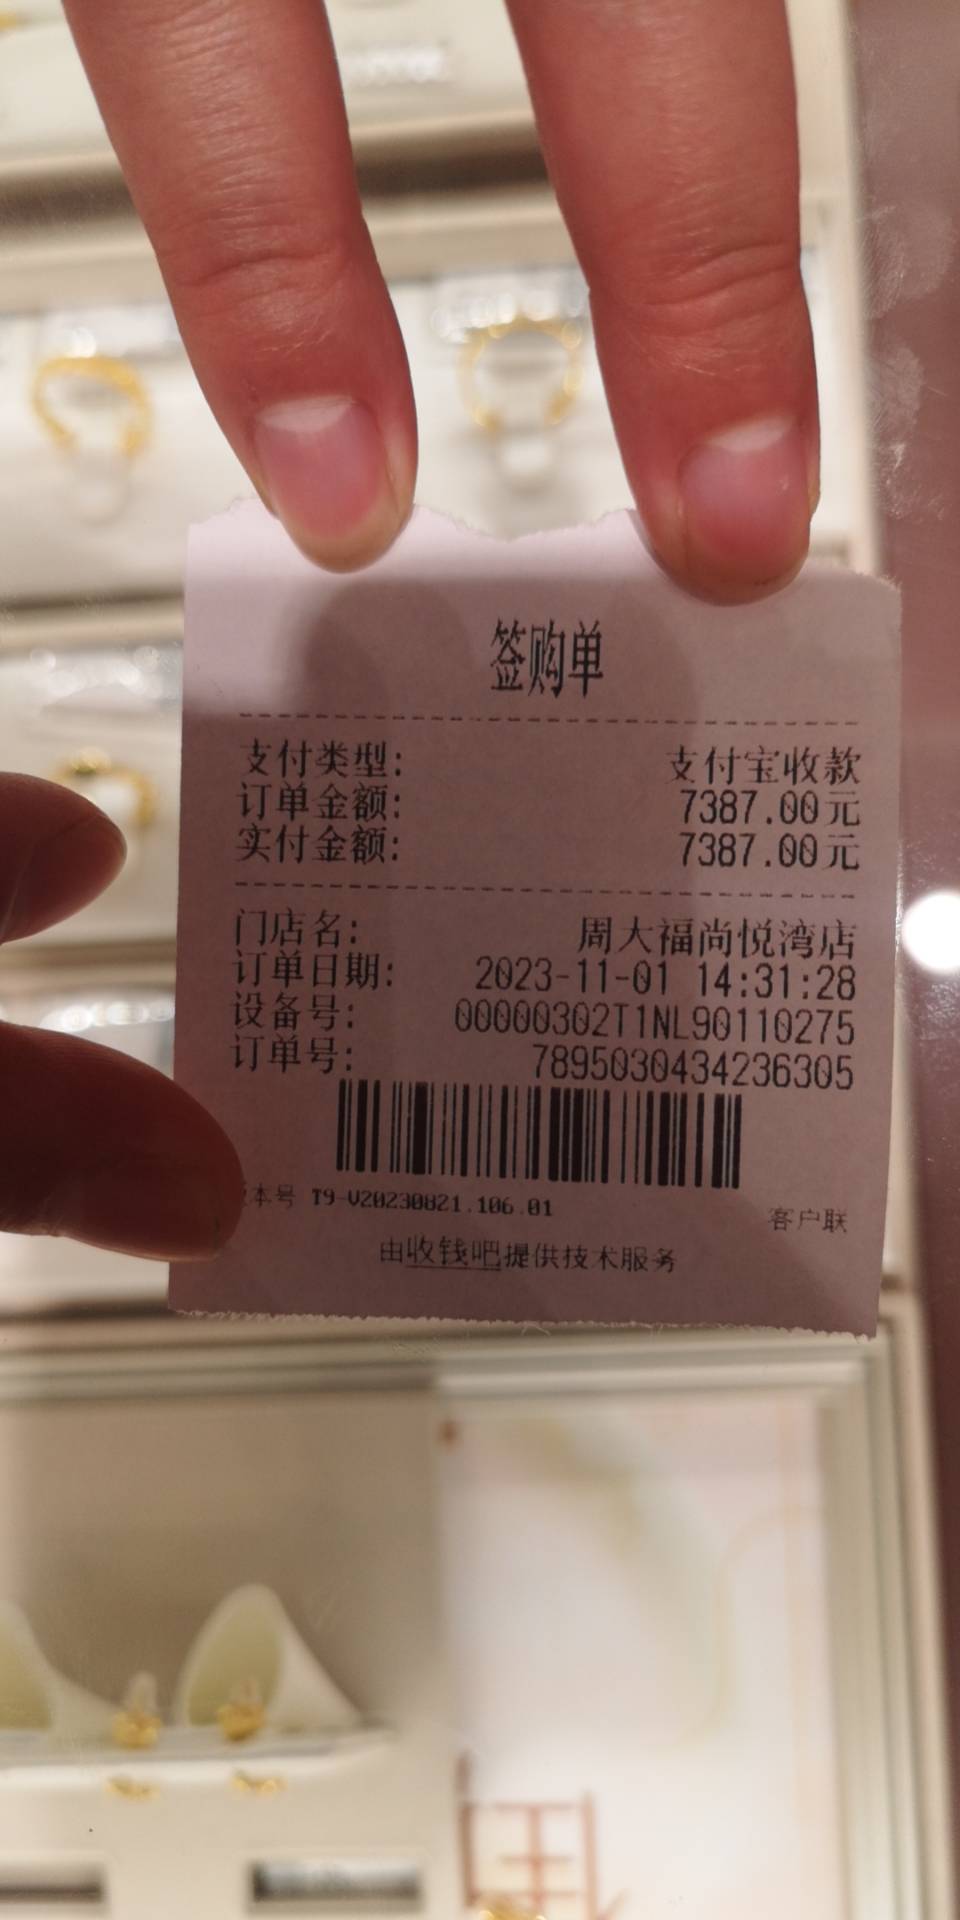 签购单
支付类型: 支付宝收款
订单金额: 7387.00元
实付金额: 7387.00元
门店名: 周大福尚悦湾店
订单日期: 2023-11-01 14:31:28
设备号: 00000302T1NL90110275
订单号: 7895030434236305
版本号 T9-V20230821.106.01
客户联
由收钱吧提供技术服务